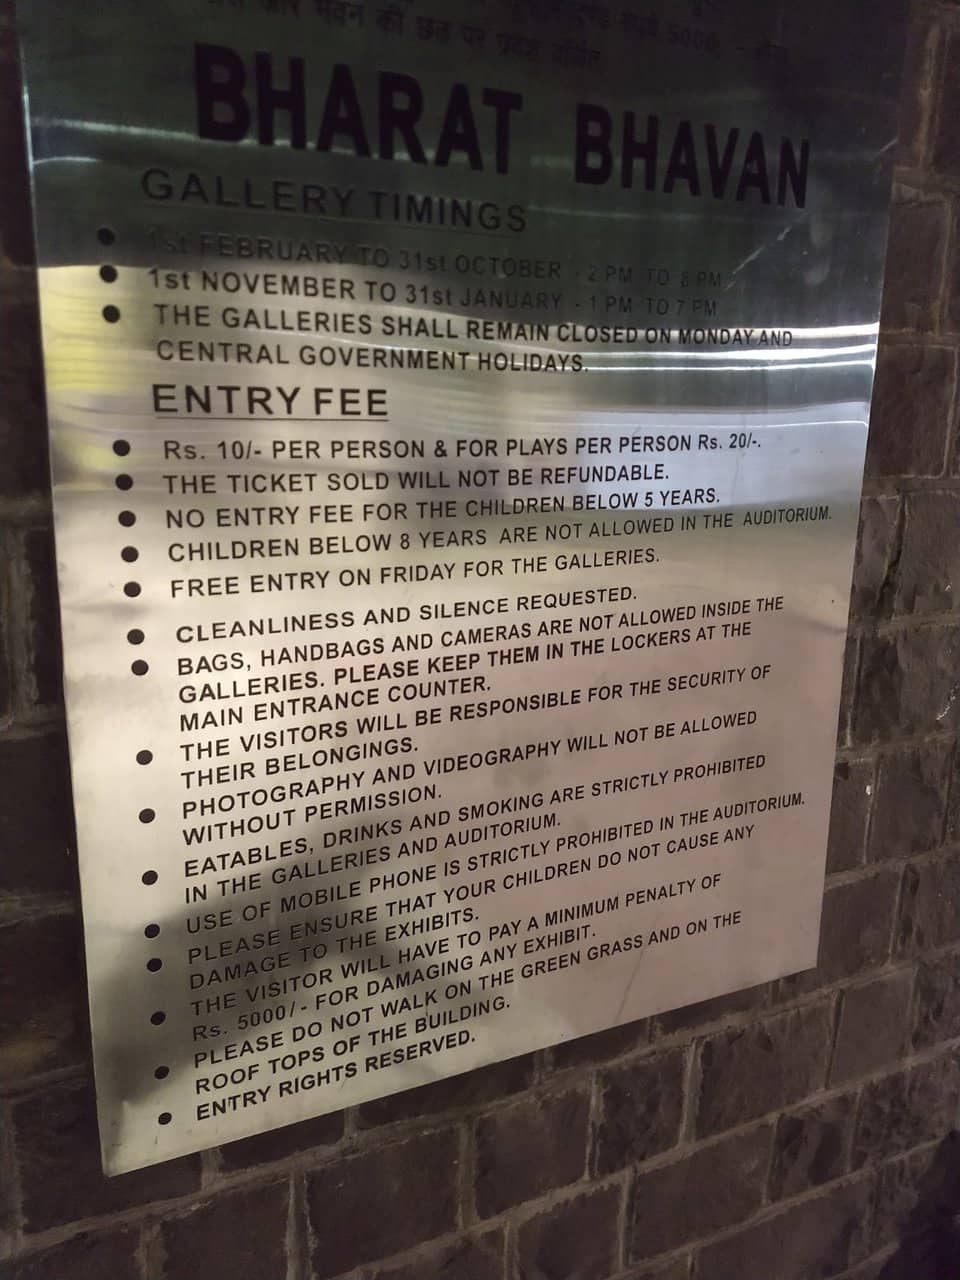 भवन की छत पर प्रवेश वर्जित
BHARAT BHAVAN
GALLERY TIMINGS
● 1st FEBRUARY TO 31st OCTOBER - 2 PM TO 8 PM
● 1st NOVEMBER TO 31st JANUARY - 1 PM TO 7 PM
● THE GALLERIES SHALL REMAIN CLOSED ON MONDAY AND
CENTRAL GOVERNMENT HOLIDAYS.
ENTRY FEE
● Rs. 10/- PER PERSON & FOR PLAYS PER PERSON Rs. 20/-.
● THE TICKET SOLD WILL NOT BE REFUNDABLE.
● NO ENTRY FEE FOR THE CHILDREN BELOW 5 YEARS.
● CHILDREN BELOW 8 YEARS ARE NOT ALLOWED IN THE AUDITORIUM.
● FREE ENTRY ON FRIDAY FOR THE GALLERIES.
● CLEANLINESS AND SILENCE REQUESTED.
● BAGS, HANDBAGS AND CAMERAS ARE NOT ALLOWED INSIDE THE
GALLERIES. PLEASE KEEP THEM IN THE LOCKERS AT THE
MAIN ENTRANCE COUNTER.
● THE VISITORS WILL BE RESPONSIBLE FOR THE SECURITY OF
THEIR BELONGINGS.
● PHOTOGRAPHY AND VIDEOGRAPHY WILL NOT BE ALLOWED
WITHOUT PERMISSION.
● EATABLES, DRINKS AND SMOKING ARE STRICTLY PROHIBITED
IN THE GALLERIES AND AUDITORIUM.
● USE OF MOBILE PHONE IS STRICTLY PROHIBITED IN THE AUDITORIUM.
● PLEASE ENSURE THAT YOUR CHILDREN DO NOT CAUSE ANY
DAMAGE TO THE EXHIBITS.
● THE VISITOR WILL HAVE TO PAY A MINIMUM PENALTY OF
Rs. 5000/- FOR DAMAGING ANY EXHIBIT.
● PLEASE DO NOT WALK ON THE GREEN GRASS AND ON THE
ROOF TOPS OF THE BUILDING.
● ENTRY RIGHTS RESERVED.